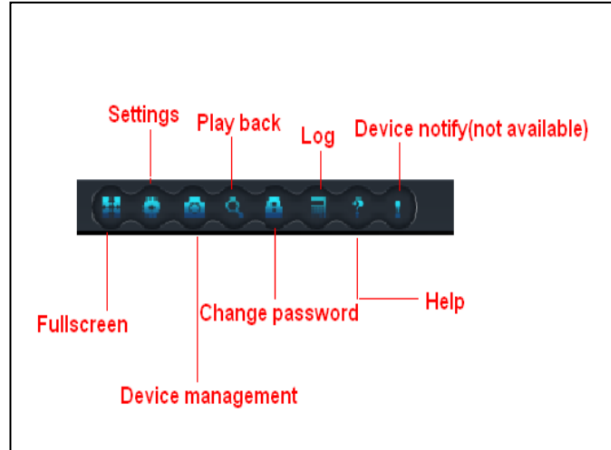 Settings
Play back
Log
Device notify(not available)
Fullscreen
Change password
Help
Device management